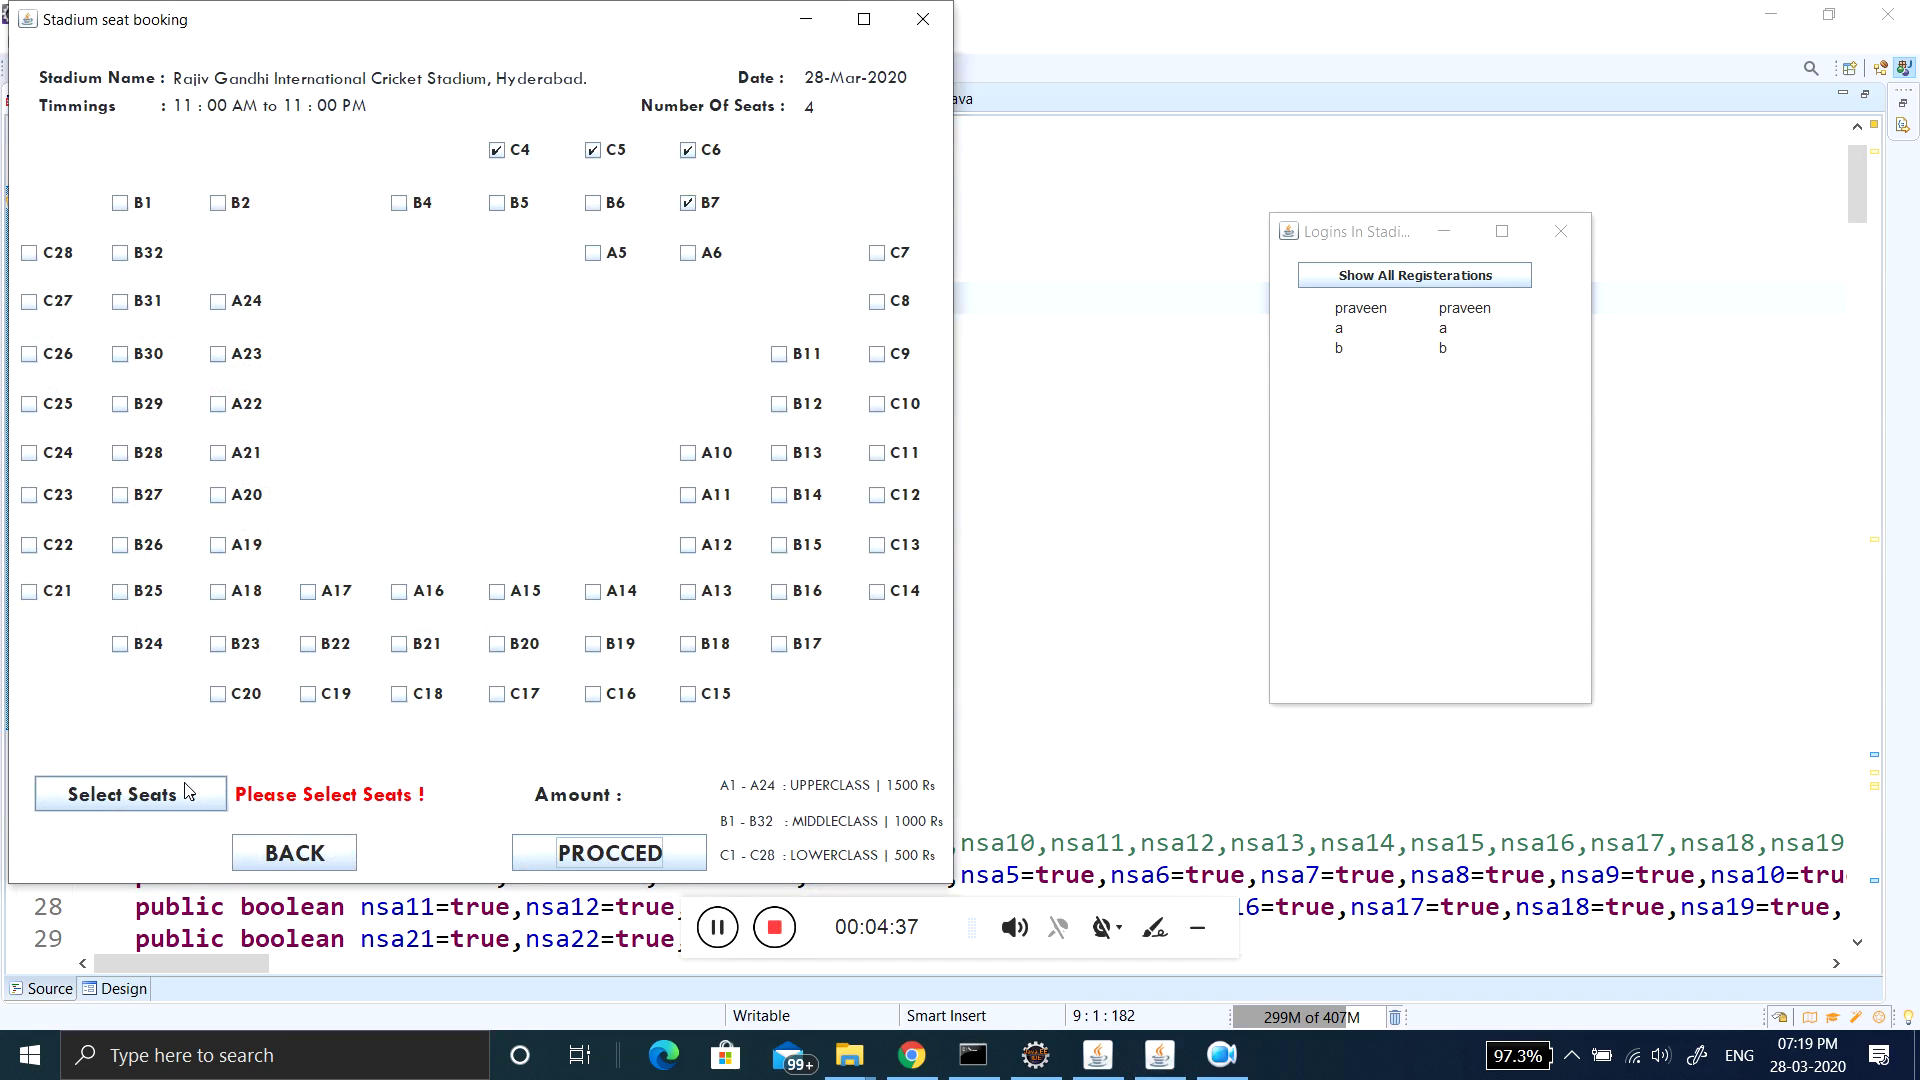 Stadium seat booking
Stadium Name : Rajiv Gandhi International Cricket Stadium, Hyderabad. Date : 28-Mar-2020
Timmings : 11 : 00 AM to 11 : 00 PM Number Of Seats : 4
C4 C5 C6
B1 B2 B4 B5 B6 B7
C28 B32 A5 A6 C7
C27 B31 A24 C8
C26 B30 A23 B11 C9
C25 B29 A22 B12 C10
C24 B28 A21 A10 B13 C11
C23 B27 A20 A11 B14 C12
C22 B26 A19 A12 B15 C13
C21 B25 A18 A17 A16 A15 A14 A13 B16 C14
B24 B23 B22 B21 B20 B19 B18 B17
C20 C19 C18 C17 C16 C15
Select Seats Please Select Seats ! Amount :
A1 - A24 : UPPERCLASS | 1500 Rs
B1 - B32 : MIDDLECLASS | 1000 Rs
C1 - C28 : LOWERCLASS | 500 Rs
BACK PROCCED
ava
Logins In Stadi...
Show All Registerations
praveen praveen
a a
b b
,nsa10,nsa11,nsa12,nsa13,nsa14,nsa15,nsa16,nsa17,nsa18,nsa19
,nsa5=true,nsa6=true,nsa7=true,nsa8=true,nsa9=true,nsa10=tru
28 public boolean nsa11=true,nsa12=true, 16=true,nsa17=true,nsa18=true,nsa19=true,
29 public boolean nsa21=true,nsa22=true,
00:04:37
Source Design
Writable Smart Insert 9 : 1 : 182 299M of 407M
Type here to search
99+
97.3% ENG
07:19 PM
28-03-2020